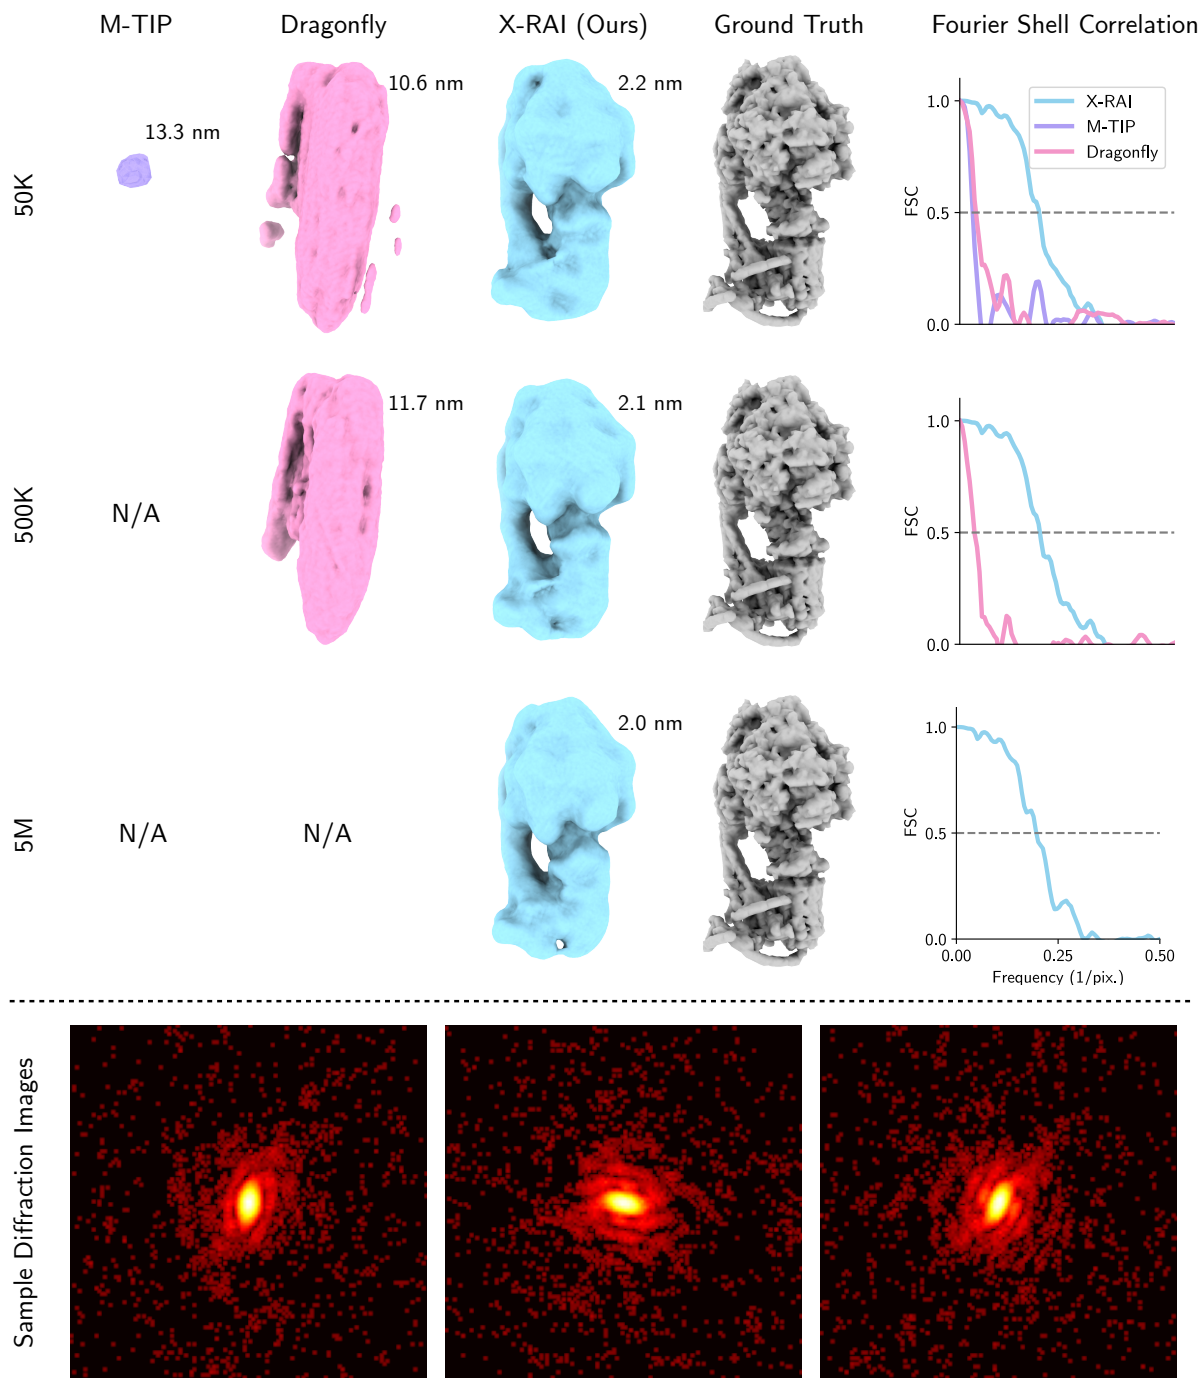 M-TIP Dragonfly X-RAI (Ours) Ground Truth Fourier Shell Correlation
50K
13.3 nm
10.6 nm
2.2 nm
1.0
0.5
0.0
FSC
X-RAI
M-TIP
Dragonfly
500K
N/A
11.7 nm
2.1 nm
1.0
0.5
0.0
FSC
5M
N/A
N/A
2.0 nm
1.0
0.5
0.0
FSC
0.00 0.25 0.50
Frequency (1/pix.)
Sample Diffraction Images